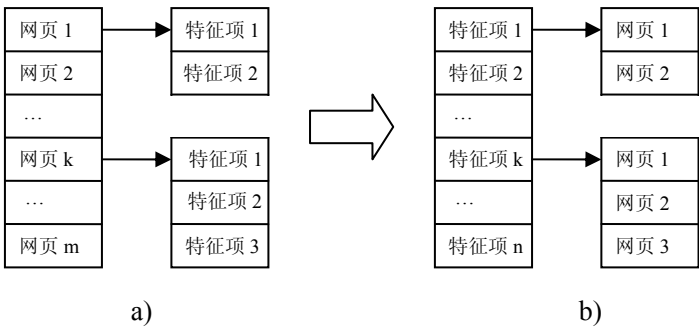 网页 1
网页 2
…
网页 k
…
网页 m
特征项 1
特征项 2
特征项 1
特征项 2
特征项 3
a)
特征项 1
特征项 2
…
特征项 k
…
特征项 n
网页 1
网页 2
网页 1
网页 2
网页 3
b)